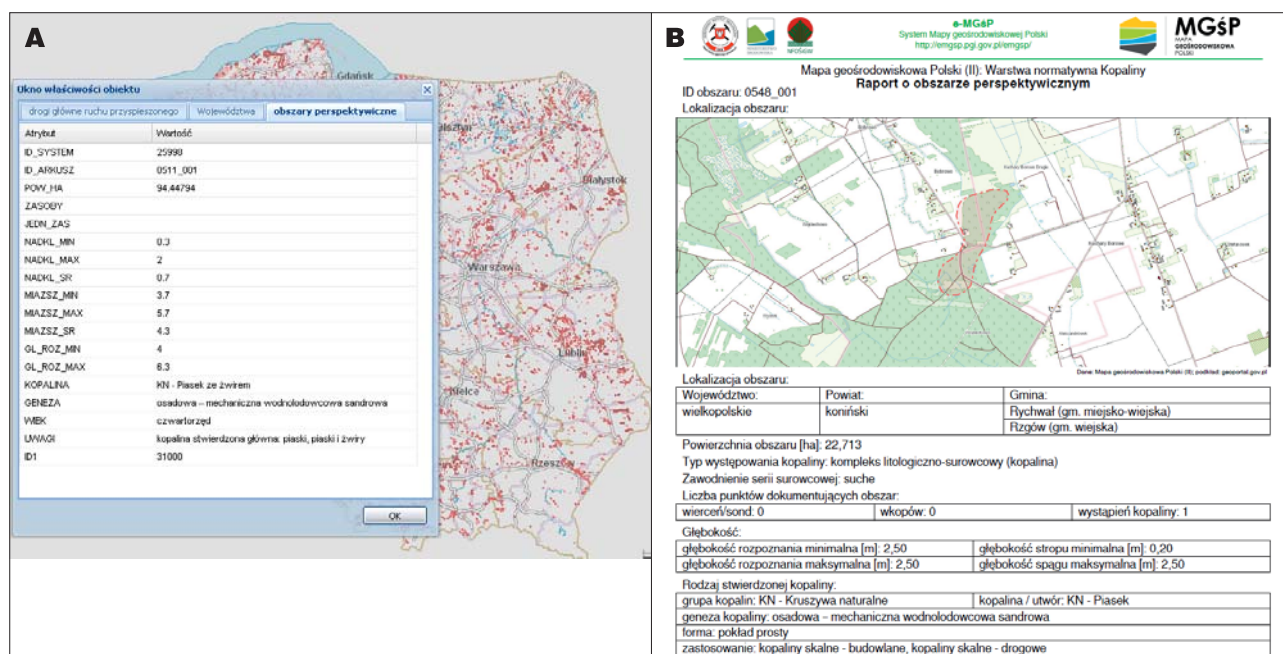 A
Gdańsk
Okno właściwości obiektu
drogi główne ruchu przyspieszonego
Województwa
obszary perspektywiczne
Atrybut Wartość
ID_SYSTEM 25998
ID_ARKUSZ 0511_001
POW_HA 94,44794
ZASOBY
JEDN_ZAS
NADKL_MIN 0.3
NADKL_MAX 2
NADKL_SR 0.7
MIAZSZ_MIN 3.7
MIAZSZ_MAX 5.7
MIAZSZ_SR 4.3
GL_ROZ_MIN 4
GL_ROZ_MAX 6.3
KOPALINA KN - Piasek ze żwirem
GENEZA osadowa – mechaniczna wodnolodowcowa sandrowa
WIEK czwartorzęd
UWAGI kopalina stwierdzona główna: piaski, piaski i żwiry
ID1 31000
OK
Białystok
Warszawa
Lublin
Rzeszów
B
e-MGśP
System Mapy geośrodowiskowej Polski
http://emgsp.pgi.gov.pl/emgsp/
MGśP
MAPA
GEOŚRODOWISKOWA
POLSKI
Mapa geośrodowiskowa Polski (II): Warstwa normatywna Kopaliny
Raport o obszarze perspektywicznym
ID obszaru: 0548_001
Lokalizacja obszaru:
Dane: Mapa geośrodowiskowa Polski (II); podkład: geoportal.gov.pl
Lokalizacja obszaru:
Województwo: Powiat: Gmina:
wielkopolskie koniński Rychwał (gm. miejsko-wiejska)
Rzgów (gm. wiejska)
Powierzchnia obszaru [ha]: 22,713
Typ występowania kopaliny: kompleks litologiczno-surowcowy (kopalina)
Zawodnienie serii surowcowej: suche
Liczba punktów dokumentujących obszar:
wierceń/sond: 0 wkopów: 0 wystąpień kopaliny: 1
Głębokość:
głębokość rozpoznania minimalna [m]: 2,50 głębokość stropu minimalna [m]: 0,20
głębokość rozpoznania maksymalna [m]: 2,50 głębokość spągu maksymalna [m]: 2,50
Rodzaj stwierdzonej kopaliny:
grupa kopalin: KN - Kruszywa naturalne kopalina / utwór: KN - Piasek
geneza kopaliny: osadowa – mechaniczna wodnolodowcowa sandrowa
forma: pokład prosty
zastosowanie: kopaliny skalne - budowlane, kopaliny skalne - drogowe